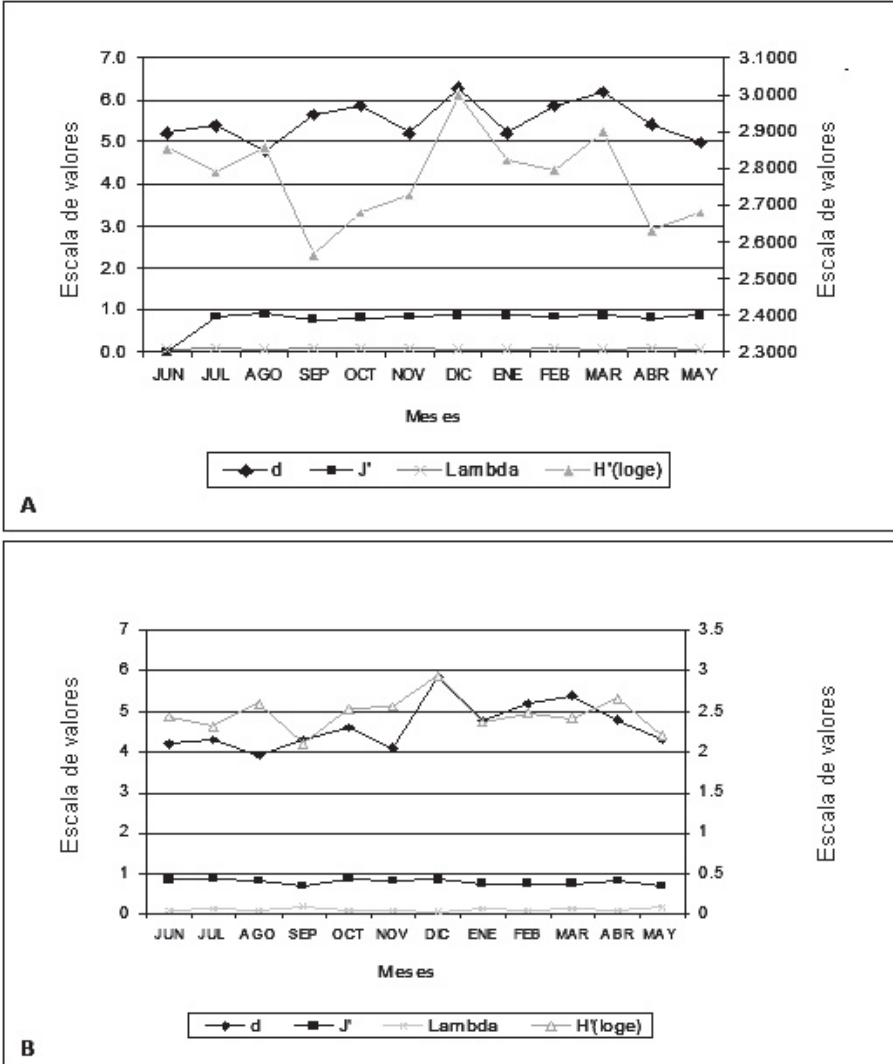 7.0
6.0
5.0
4.0
3.0
2.0
1.0
0.0
Escala de valores
3.1000
3.0000
2.9000
2.8000
2.7000
2.6000
2.5000
2.4000
2.3000
Escala de valores
JUN JUL AGO SEP OCT NOV DIC ENE FEB MAR ABR MAY
Meses
d J' Lambda H'(loge)
A
7
6
5
4
3
2
1
0
Escala de valores
3.5
3
2.5
2
1.5
1
0.5
0
Escala de valores
JUN JUL AGO SEP OCT NOV DIC ENE FEB MAR ABR MAY
Meses
d J' Lambda H'(loge)
B